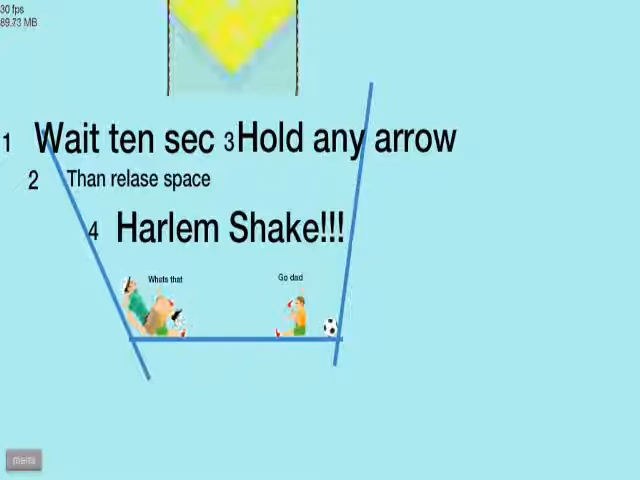 30 fps
89.73 MB
1 Wait ten sec 3 Hold any arrow
2 Than relase space
4 Harlem Shake!!!
Whats that
Go dad
menu